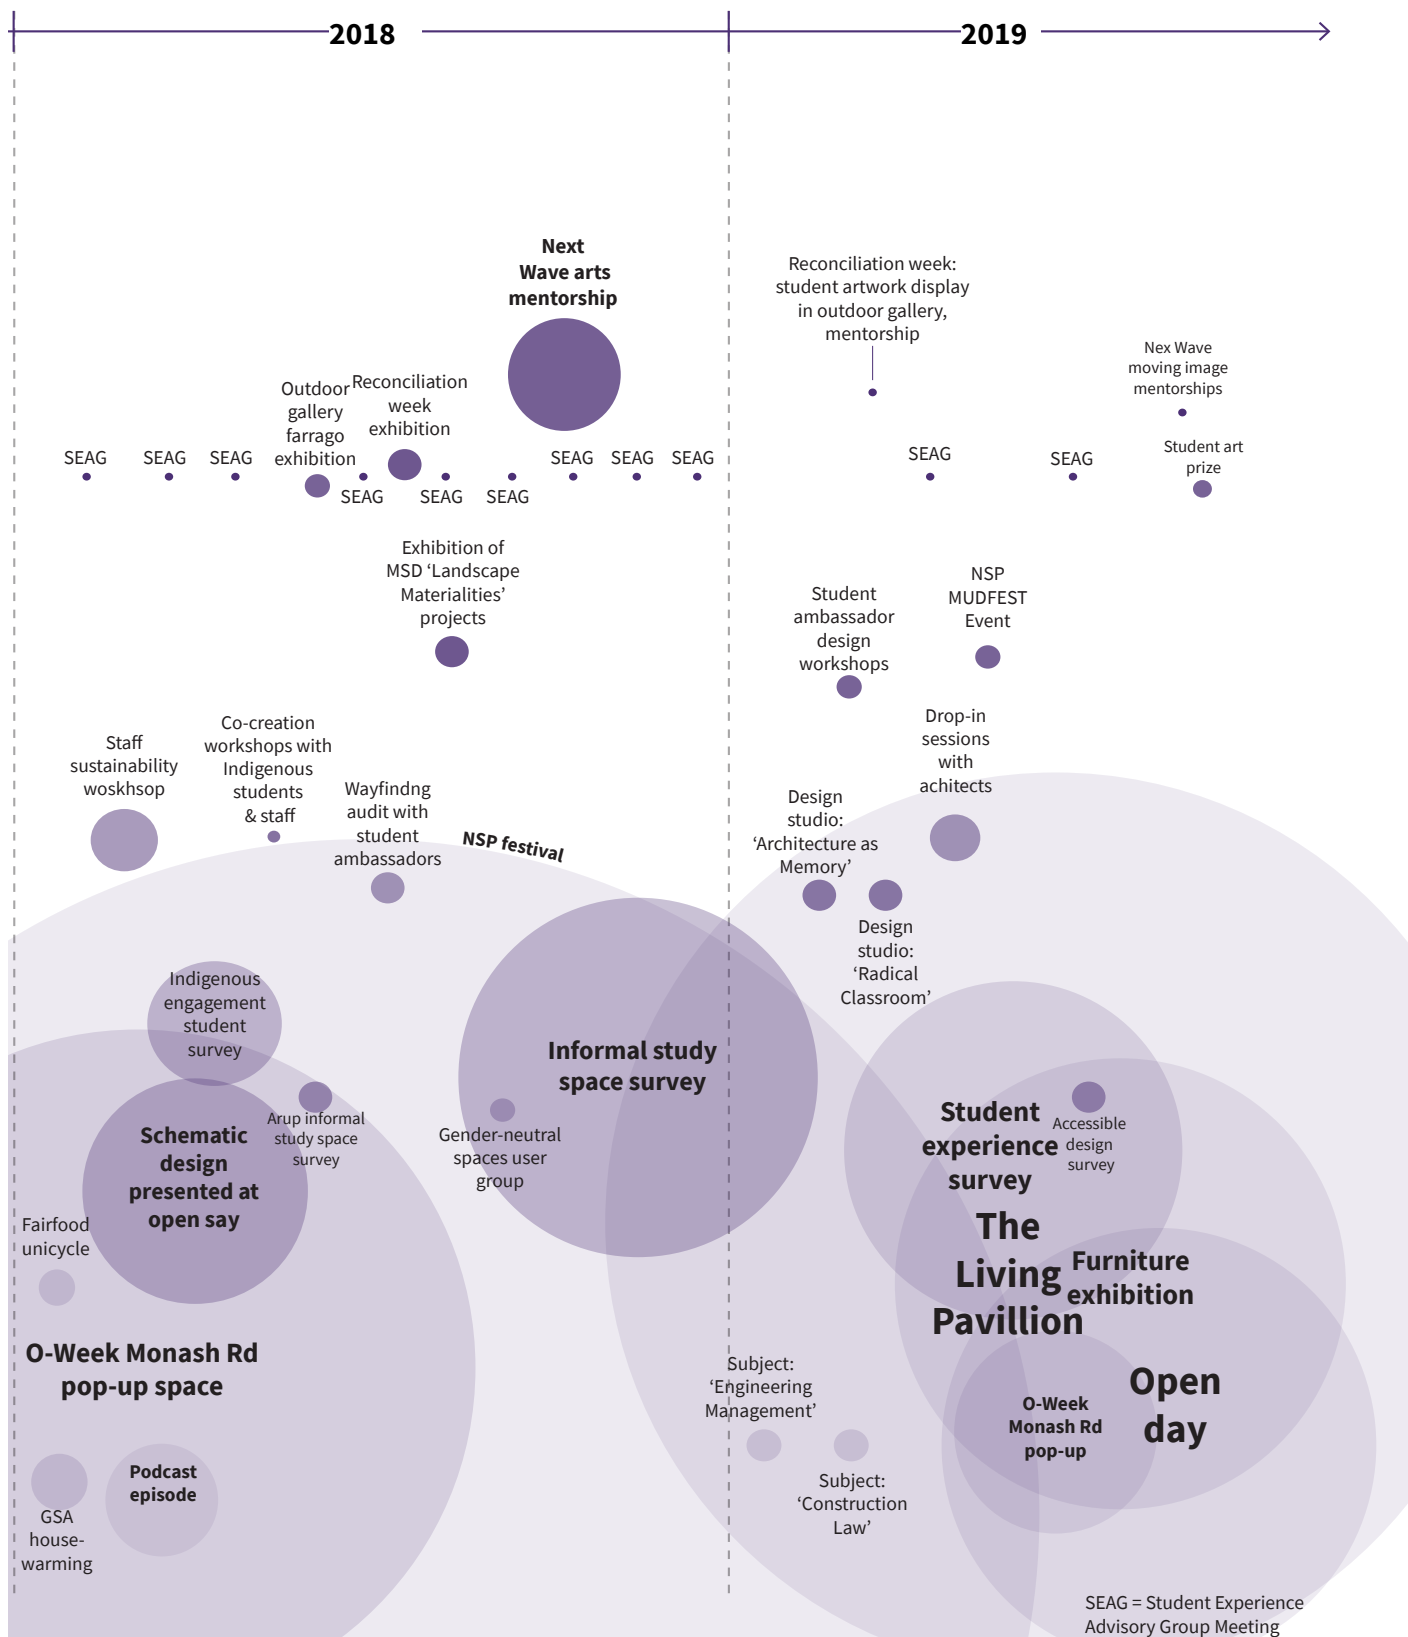 2018
2019
Next
Wave arts
mentorship
Reconciliation week:
student artwork display
in outdoor gallery,
mentorship
Nex Wave
moving image
mentorships
Outdoor
gallery
farrago
exhibition
Reconciliation
week
exhibition
SEAG
SEAG
SEAG
SEAG
SEAG
SEAG
SEAG
SEAG
SEAG
SEAG
SEAG
Student art
prize
Exhibition of
MSD ‘Landscape
Materialities’
projects
Student
ambassador
design
workshops
NSP
MUDFEST
Event
Staff
sustainability
woskhsop
Co-creation
workshops with
Indigenous
students
& staff
Wayfindng
audit with
student
ambassadors
NSP festival
Drop-in
sessions
with
achitects
Design
studio:
‘Architecture as
Memory’
Design
studio:
‘Radical
Classroom’
Indigenous
engagement
student
survey
Informal study
space survey
Arup informal
study space
survey
Schematic
design
presented at
open say
Gender-neutral
spaces user
group
Student
experience
survey
Accessible
design
survey
Fairfood
unicycle
The
Living
Pavillion
Furniture
exhibition
O-Week Monash Rd
pop-up space
Subject:
‘Engineering
Management’
Open
day
O-Week
Monash Rd
pop-up
Podcast
episode
GSA
house-
warming
Subject:
‘Construction
Law’
SEAG = Student Experience
Advisory Group Meeting